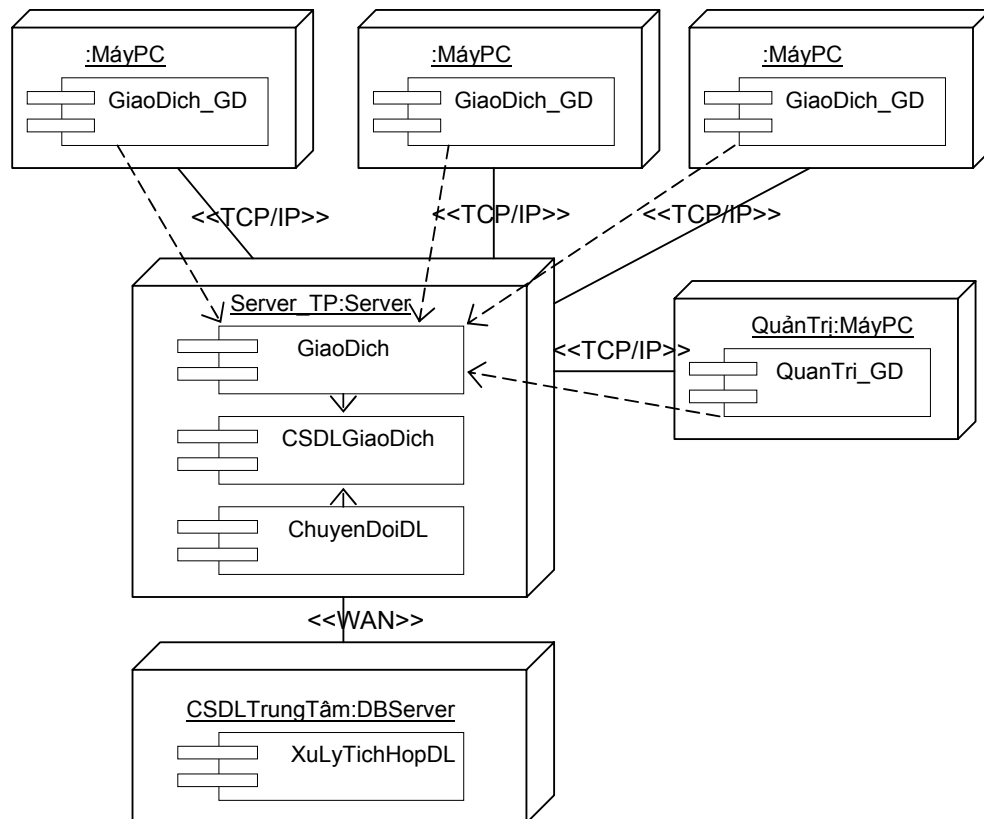 :MáyPC
GiaoDich_GD
:MáyPC
GiaoDich_GD
:MáyPC
GiaoDich_GD
<<TCP/IP>>
<<TCP/IP>>
<<TCP/IP>>
Server_TP:Server
GiaoDich
CSDLGiaoDich
ChuyenDoiDL
<<TCP/IP>>
QuảnTrị:MáyPC
QuanTri_GD
<<WAN>>
CSDLTrungTâm:DBServer
XuLyTichHopDL